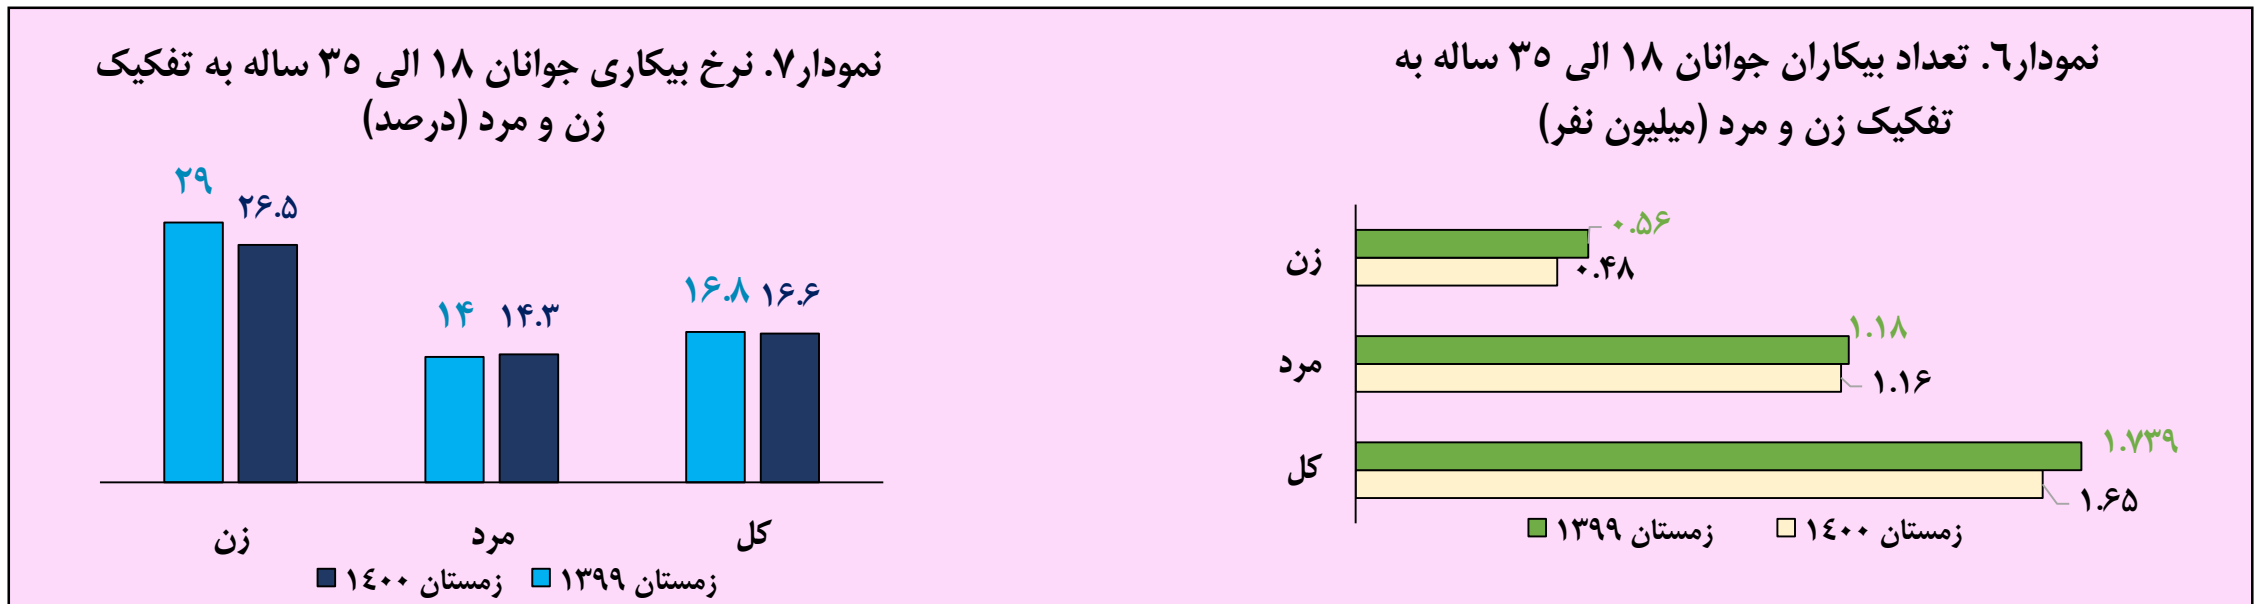 نمودار٦. تعداد بیکاران جوانان ۱۸ الی ۳۵ ساله به
تفکیک زن و مرد (میلیون نفر)
زن
۰.۵۶
۰.۴۸
مرد
۱.۱۸
۱.۱۶
کل
۱.۷۳۹
۱.۶۵
زمستان ۱۴۰۰
زمستان ۱۳۹۹
نمودار۷. نرخ بیکاری جوانان ۱۸ الی ۳۵ ساله به تفکیک
زن و مرد (درصد)
۲۹
۲۶.۵
۱۴
۱۴.۳
۱۶.۸
۱۶.۶
زن
مرد
کل
زمستان ۱۳۹۹
زمستان ۱۴۰۰